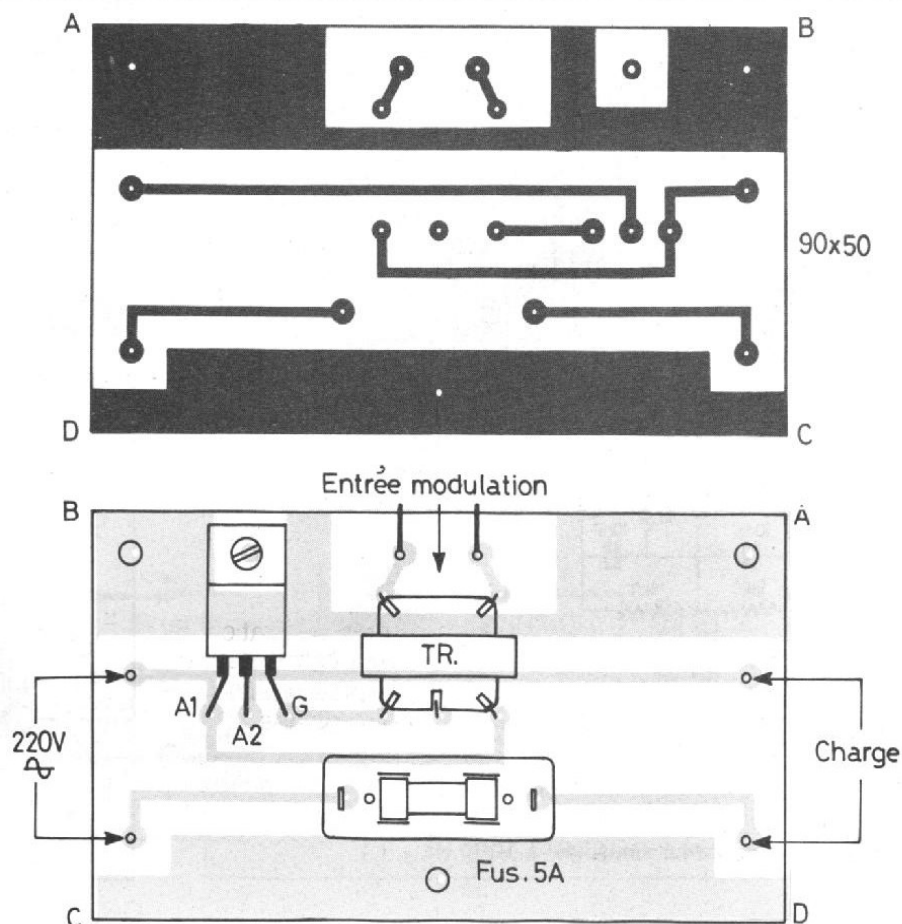 A
B
90x50
D
C
Entrée modulation
B
A
TR.
A1
A2
G
220V
Charge
Fus.5A
C
D